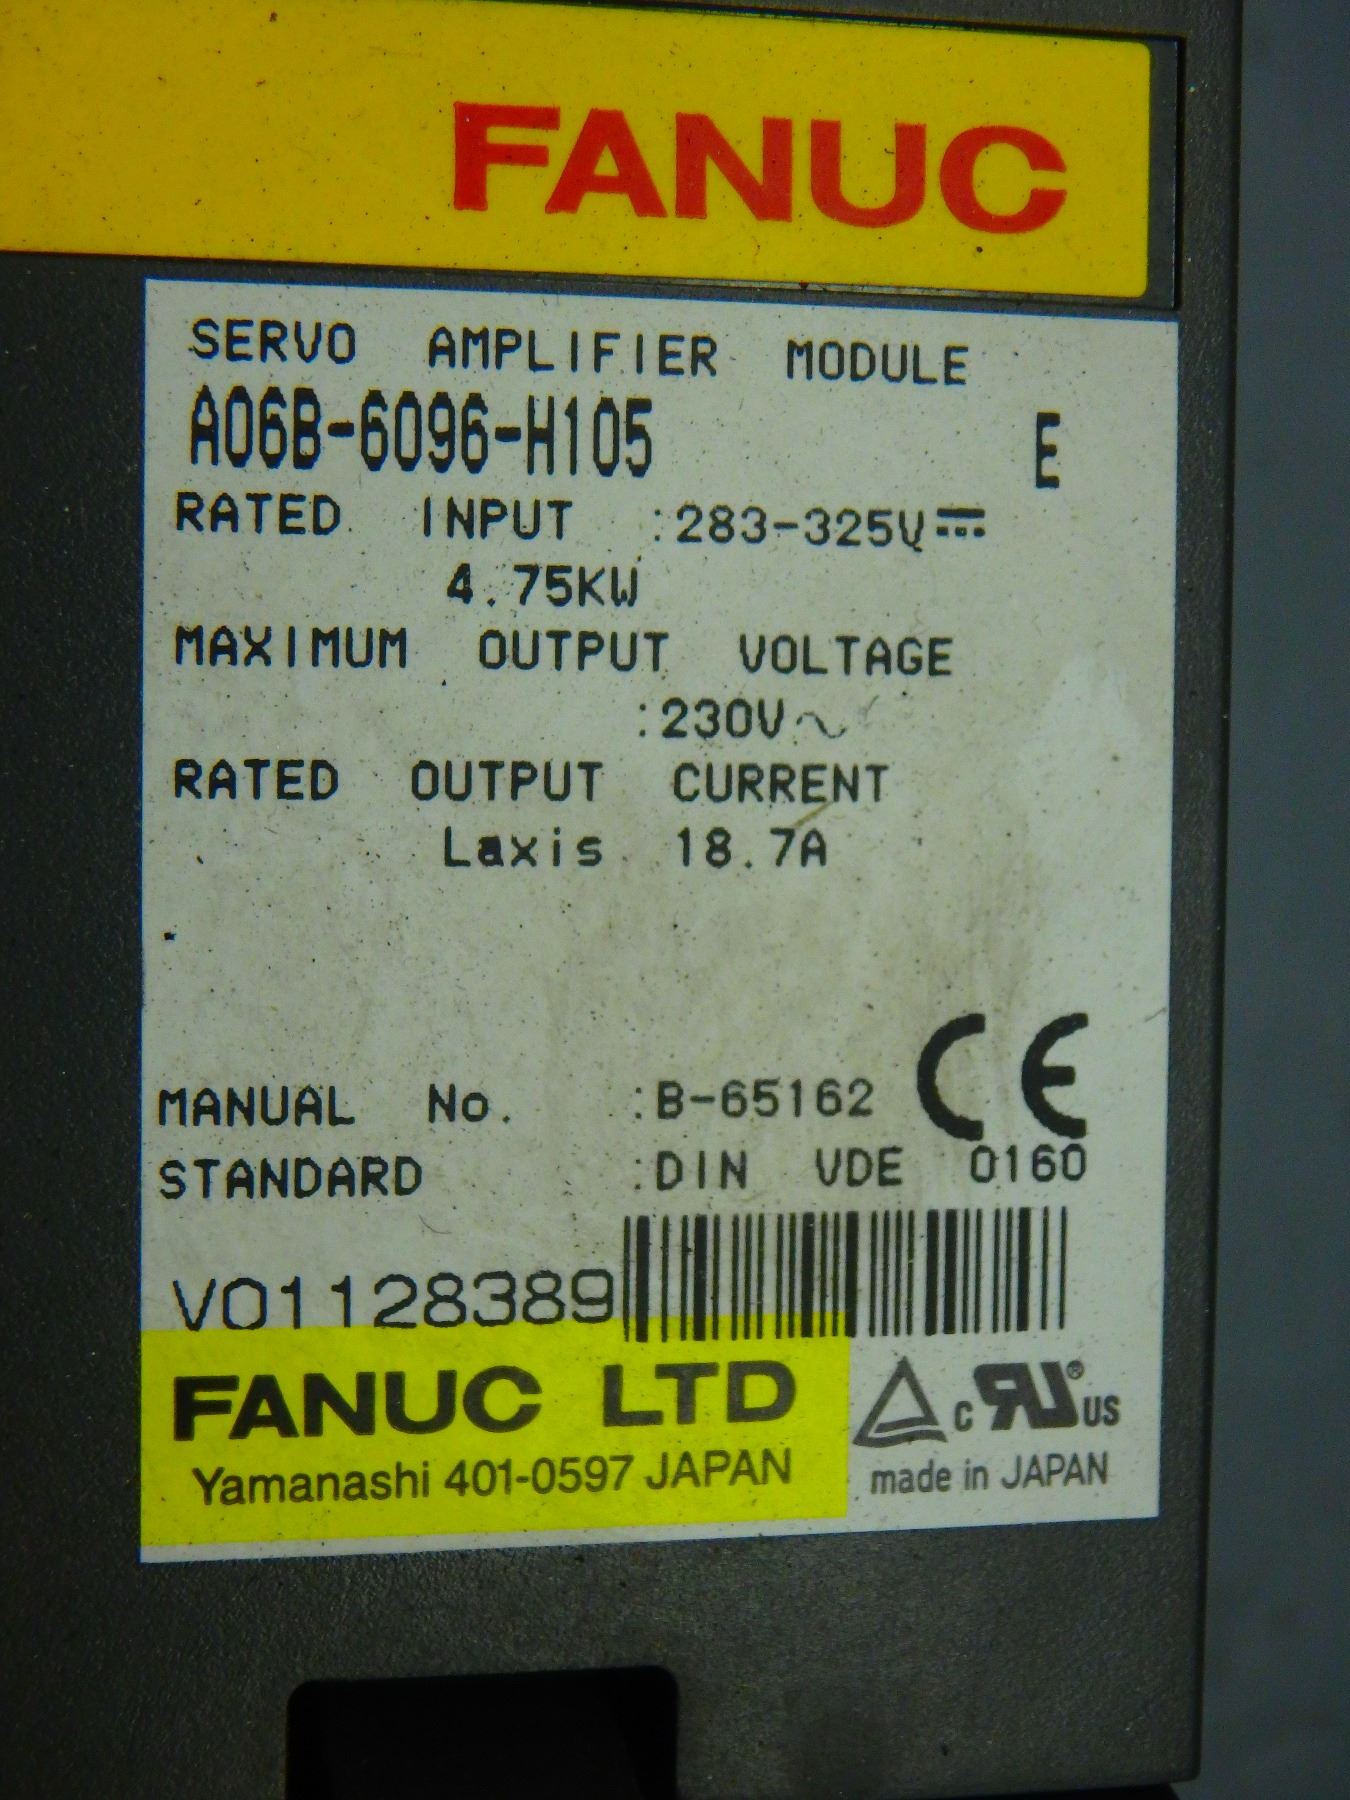 FANUC
SERVO AMPLIFIER MODULE
A06B-6096-H105 E
RATED INPUT :283-325V⎓
4.75KW
MAXIMUM OUTPUT VOLTAGE
:230V~
RATED OUTPUT CURRENT
Laxis 18.7A
MANUAL No. :B-65162 CE
STANDARD :DIN VDE 0160
V01128389
FANUC LTD
Yamanashi 401-0597 JAPAN
c RU® US
made in JAPAN